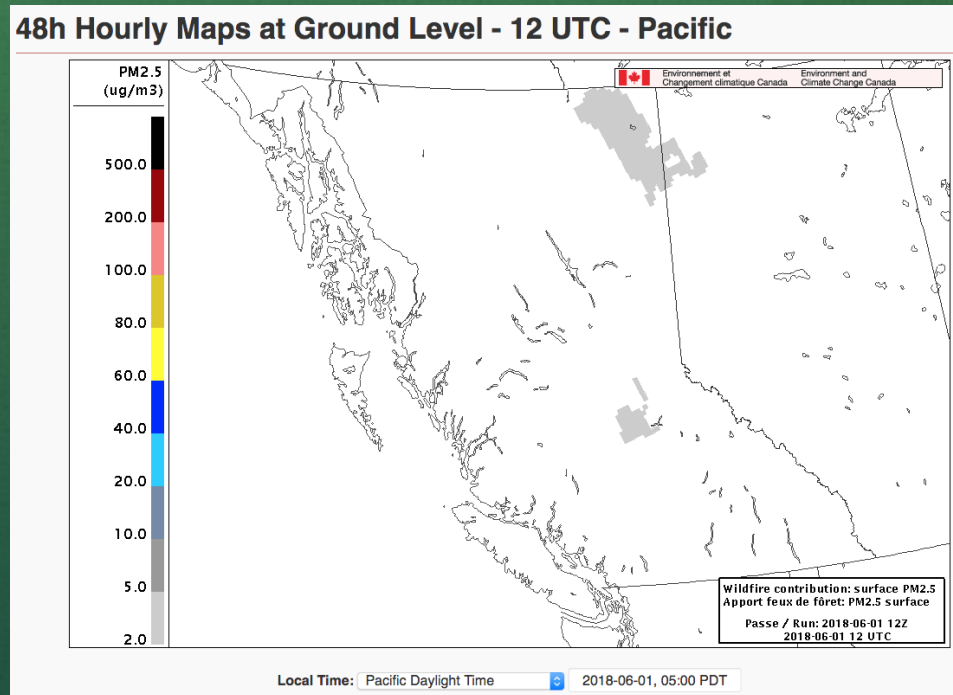 48h Hourly Maps at Ground Level - 12 UTC - Pacific
PM2.5
(ug/m3)
Environnement et
Changement climatique Canada
Environment and
Climate Change Canada
500.0
200.0
100.0
80.0
60.0
40.0
20.0
10.0
5.0
2.0
Wildfire contribution: surface PM2.5
Apport feux de fôret: PM2.5 surface
Passe / Run: 2018-06-01 12Z
2018-06-01 12 UTC
Local Time: Pacific Daylight Time 2018-06-01, 05:00 PDT